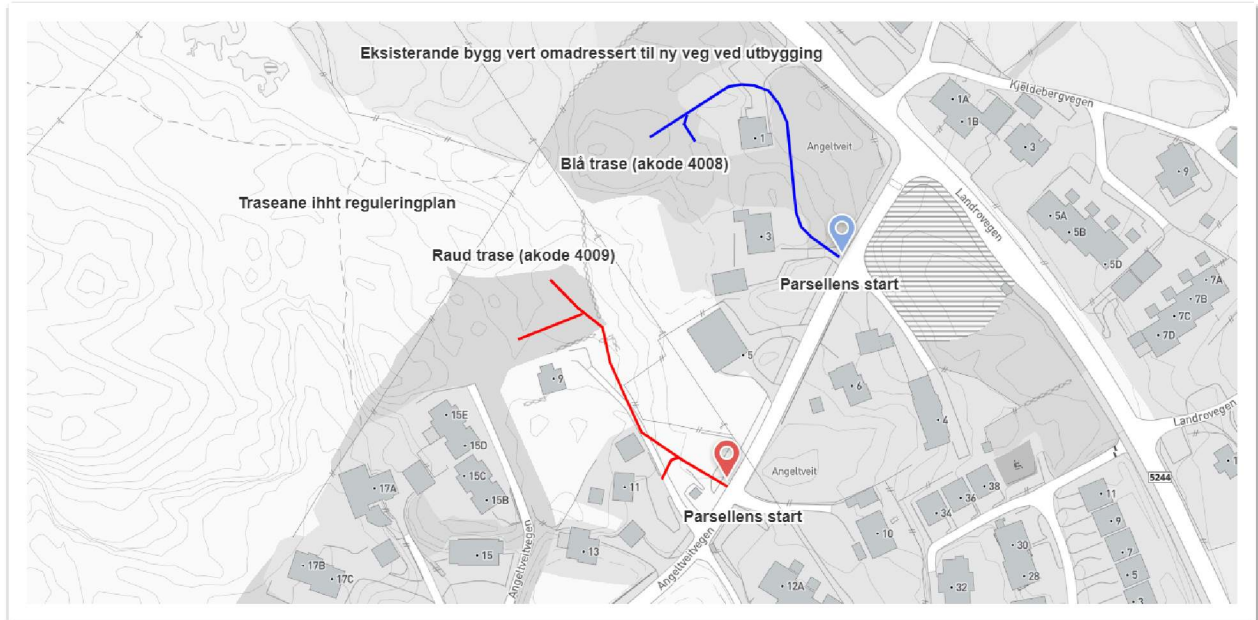 Eksisterande bygg vert omadressert til ny veg ved utbygging
Kjeldebergvegen
1A
1B
3
1
Angeltveit
Blå trase (akode 4008)
9
Landrovegen
Traseane ihht reguleringplan
5A
5B
5D
3
Raud trase (akode 4009)
Parsellens start
7A
7B
7C
7D
5
9
6
4
15E
15D
15C
15B
17A
11
Angeltveit
Landrovegen
5244
Parsellens start
38
36
34
11
9
7
5
3
10
30
28
32
12A
13
15
17B
17C
Angeltveitvegen
Angeltveitvegen